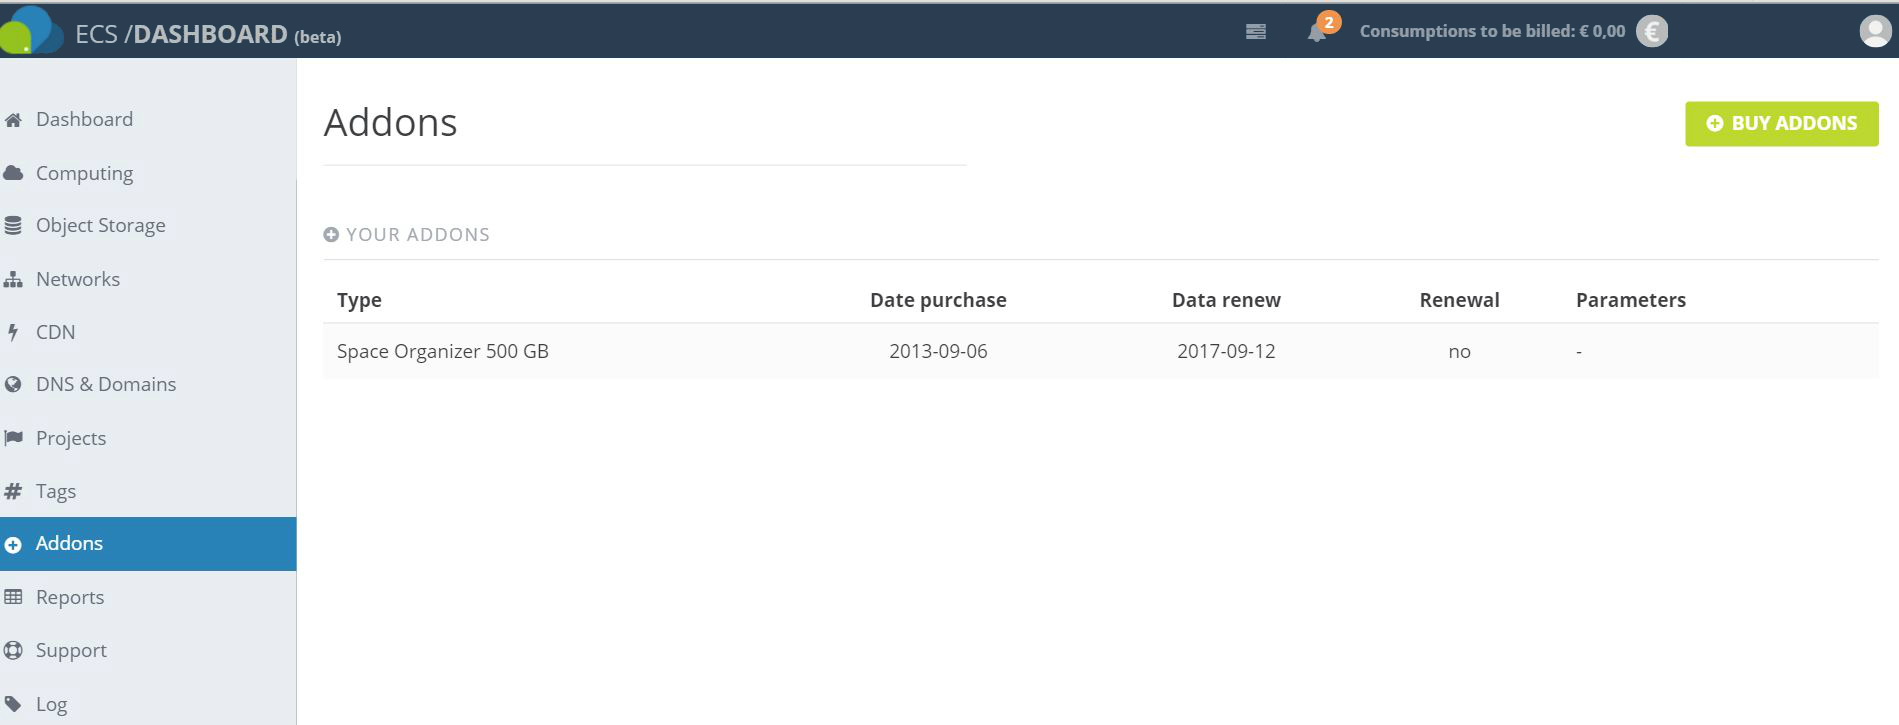 ECS /DASHBOARD (beta)
2
Consumptions to be billed: € 0,00
€
Dashboard
Computing
Object Storage
Networks
CDN
DNS & Domains
Projects
Tags
Addons
Reports
Support
Log
Addons
BUY ADDONS
YOUR ADDONS
Type Date purchase Data renew Renewal Parameters
Space Organizer 500 GB 2013-09-06 2017-09-12 no -